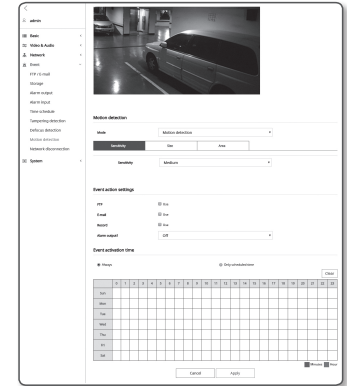 admin
Basic
Video & Audio
Network
Event
FTP / E-mail
Storage
Alarm output
Alarm input
Time schedule
Tampering detection
Defocus detection
Motion detection
Network disconnection
System
Motion detection
Mode Motion detection
Sensitivity Size Area
Sensitivity Medium
Event action settings
FTP Use
E-mail Use
Record Use
Alarm output1 Off
Event activation time
Always Only scheduled time
Clear
0 1 2 3 4 5 6 7 8 9 10 11 12 13 14 15 16 17 18 19 20 21 22 23
Sun
Mon
Tue
Wed
Thu
Fri
Sat
Minutes Hour
Cancel Apply